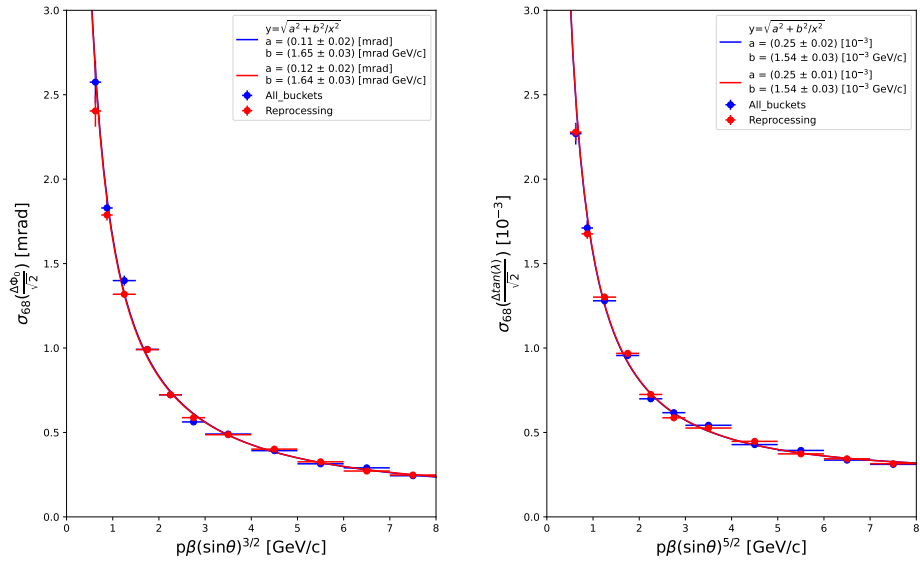 3.0
2.5
2.0
1.5
1.0
0.5
0.0
σ₆₈(ΔΦ₀/√2) [mrad]
y=√a² + b²/x²
a = (0.11 ± 0.02) [mrad]
b = (1.65 ± 0.03) [mrad GeV/c]
a = (0.12 ± 0.02) [mrad]
b = (1.64 ± 0.03) [mrad GeV/c]
All_buckets
Reprocessing
0 1 2 3 4 5 6 7 8
pβ(sinθ)^3/2 [GeV/c]
3.0
2.5
2.0
1.5
1.0
0.5
0.0
σ₆₈(Δtan(λ)/√2) [10⁻³]
y=√a² + b²/x²
a = (0.25 ± 0.02) [10⁻³]
b = (1.54 ± 0.03) [10⁻³ GeV/c]
a = (0.25 ± 0.01) [10⁻³]
b = (1.54 ± 0.03) [10⁻³ GeV/c]
All_buckets
Reprocessing
0 1 2 3 4 5 6 7 8
pβ(sinθ)^5/2 [GeV/c]